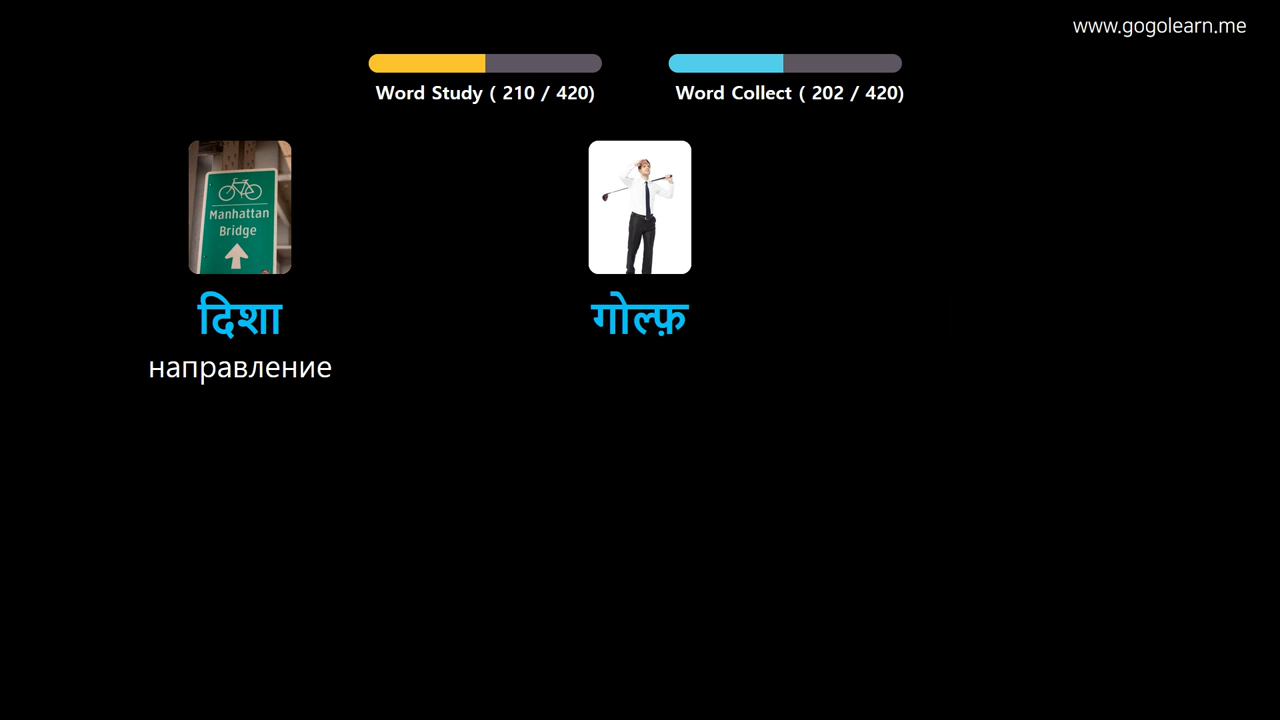 www.gogolearn.me
Word Study ( 210 / 420)
Word Collect ( 202 / 420)
Manhattan
Bridge
दिशा
गोल्फ़
направление